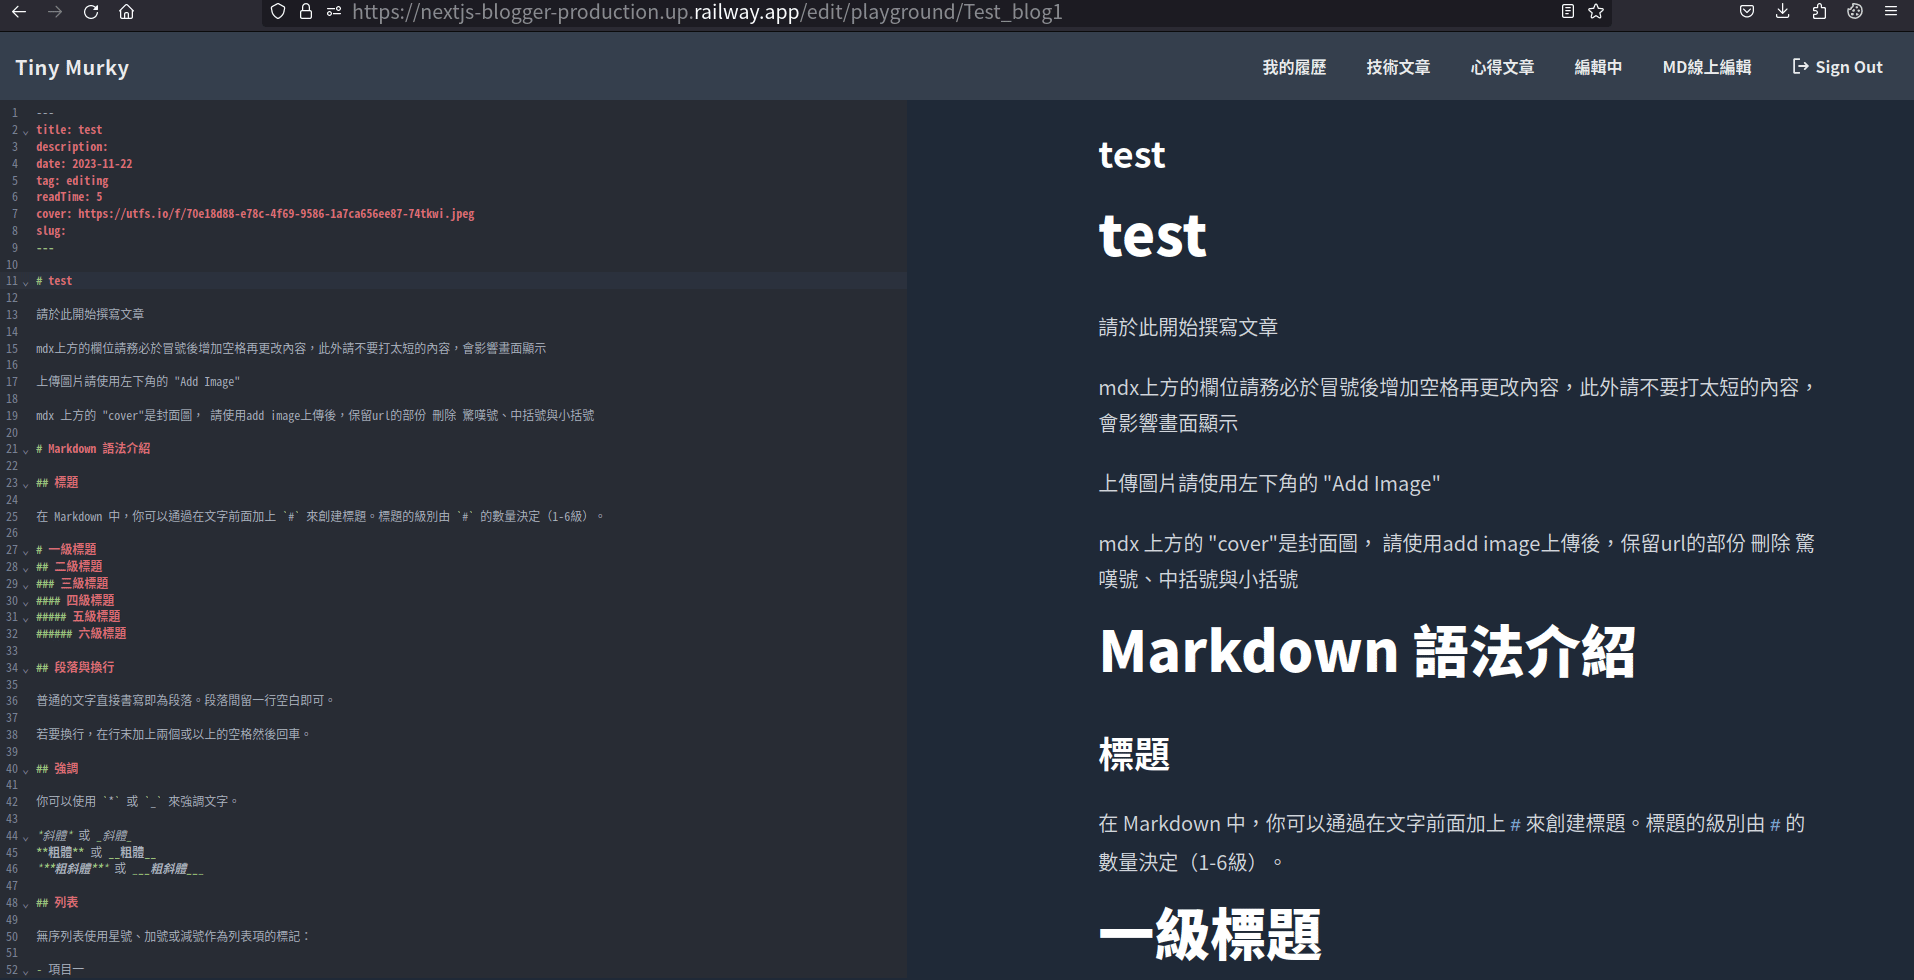 https://nextjs-blogger-production.up.railway.app/edit/playground/Test_blog1
Tiny Murky
我的履歷
技術文章
心得文章
編輯中
MD線上編輯
Sign Out
1 ---
2 title: test
3 description:
4 date: 2023-11-22
5 tag: editing
6 readTime: 5
7 cover: https://utfs.io/f/70e18d88-e78c-4f69-9586-1a7ca656ee87-74tkwi.jpeg
8 slug:
9 ---
10
11 # test
12
13 請於此開始撰寫文章
14
15 mdx上方的欄位請務必於冒號後增加空格再更改內容，此外請不要打太短的內容，會影響畫面顯示
16
17 上傳圖片請使用左下角的 "Add Image"
18
19 mdx 上方的 "cover"是封面圖， 請使用add image上傳後，保留url的部份 刪除 驚嘆號、中括號與小括號
20
21 # Markdown 語法介紹
22
23 ## 標題
24
25 在 Markdown 中，你可以通過在文字前面加上 `#` 來創建標題。標題的級別由 `#` 的數量決定（1-6級）。
26
27 # 一級標題
28 ## 二級標題
29 ### 三級標題
30 #### 四級標題
31 ##### 五級標題
32 ###### 六級標題
33
34 ## 段落與換行
35
36 普通的文字直接書寫即為段落。段落間留一行空白即可。
37
38 若要換行，在行末加上兩個或以上的空格然後回車。
39
40 ## 強調
41
42 你可以使用 `*` 或 `_` 來強調文字。
43
44 *斜體* 或 _斜體_
45 **粗體** 或 __粗體__
46 ***粗斜體*** 或 ___粗斜體___
47
48 ## 列表
49
50 無序列表使用星號、加號或減號作為列表項的標記：
51
52 - 項目一
test
test
請於此開始撰寫文章
mdx上方的欄位請務必於冒號後增加空格再更改內容，此外請不要打太短的內容，
會影響畫面顯示
上傳圖片請使用左下角的 "Add Image"
mdx 上方的 "cover"是封面圖， 請使用add image上傳後，保留url的部份 刪除 驚
嘆號、中括號與小括號
Markdown 語法介紹
標題
在 Markdown 中，你可以通過在文字前面加上 # 來創建標題。標題的級別由 # 的
數量決定（1-6級）。
一級標題